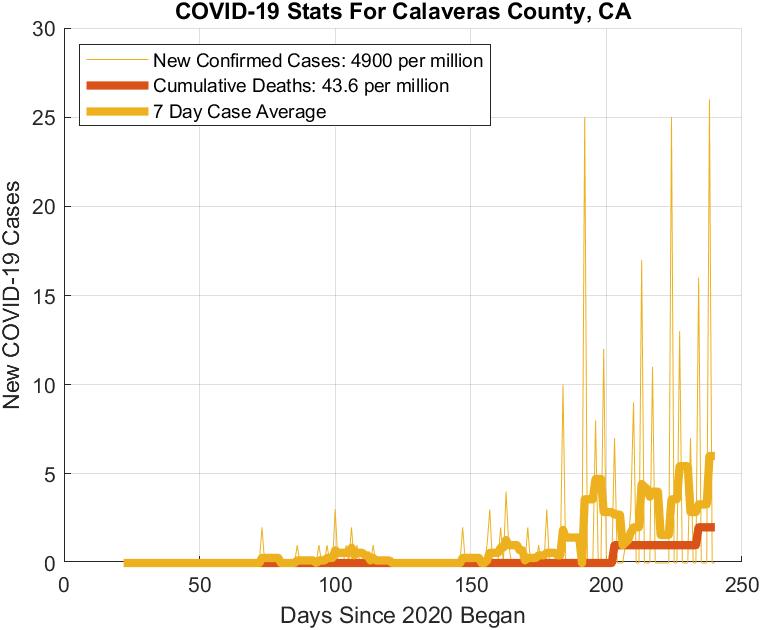 COVID-19 Stats For Calaveras County, CA
New Confirmed Cases: 4900 per million
Cumulative Deaths: 43.6 per million
7 Day Case Average
New COVID-19 Cases
30
25
20
15
10
5
0
0 50 100 150 200 250
Days Since 2020 Began